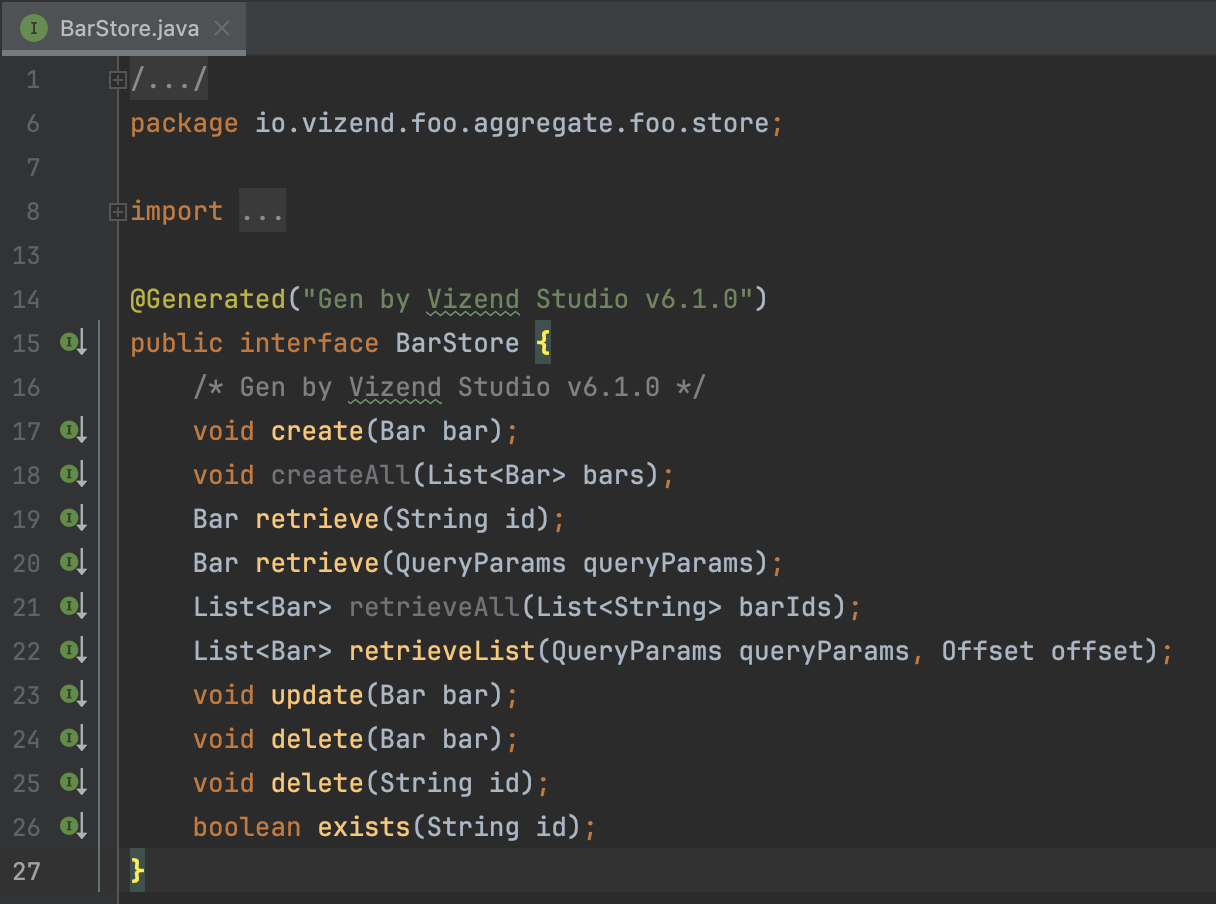 I BarStore.java
1 /.../
6 package io.vizend.foo.aggregate.foo.store;
7
8 import ...
13
14 @Generated("Gen by Vizend Studio v6.1.0")
15 public interface BarStore {
16 /* Gen by Vizend Studio v6.1.0 */
17 void create(Bar bar);
18 void createAll(List<Bar> bars);
19 Bar retrieve(String id);
20 Bar retrieve(QueryParams queryParams);
21 List<Bar> retrieveAll(List<String> barIds);
22 List<Bar> retrieveList(QueryParams queryParams, Offset offset);
23 void update(Bar bar);
24 void delete(Bar bar);
25 void delete(String id);
26 boolean exists(String id);
27 }